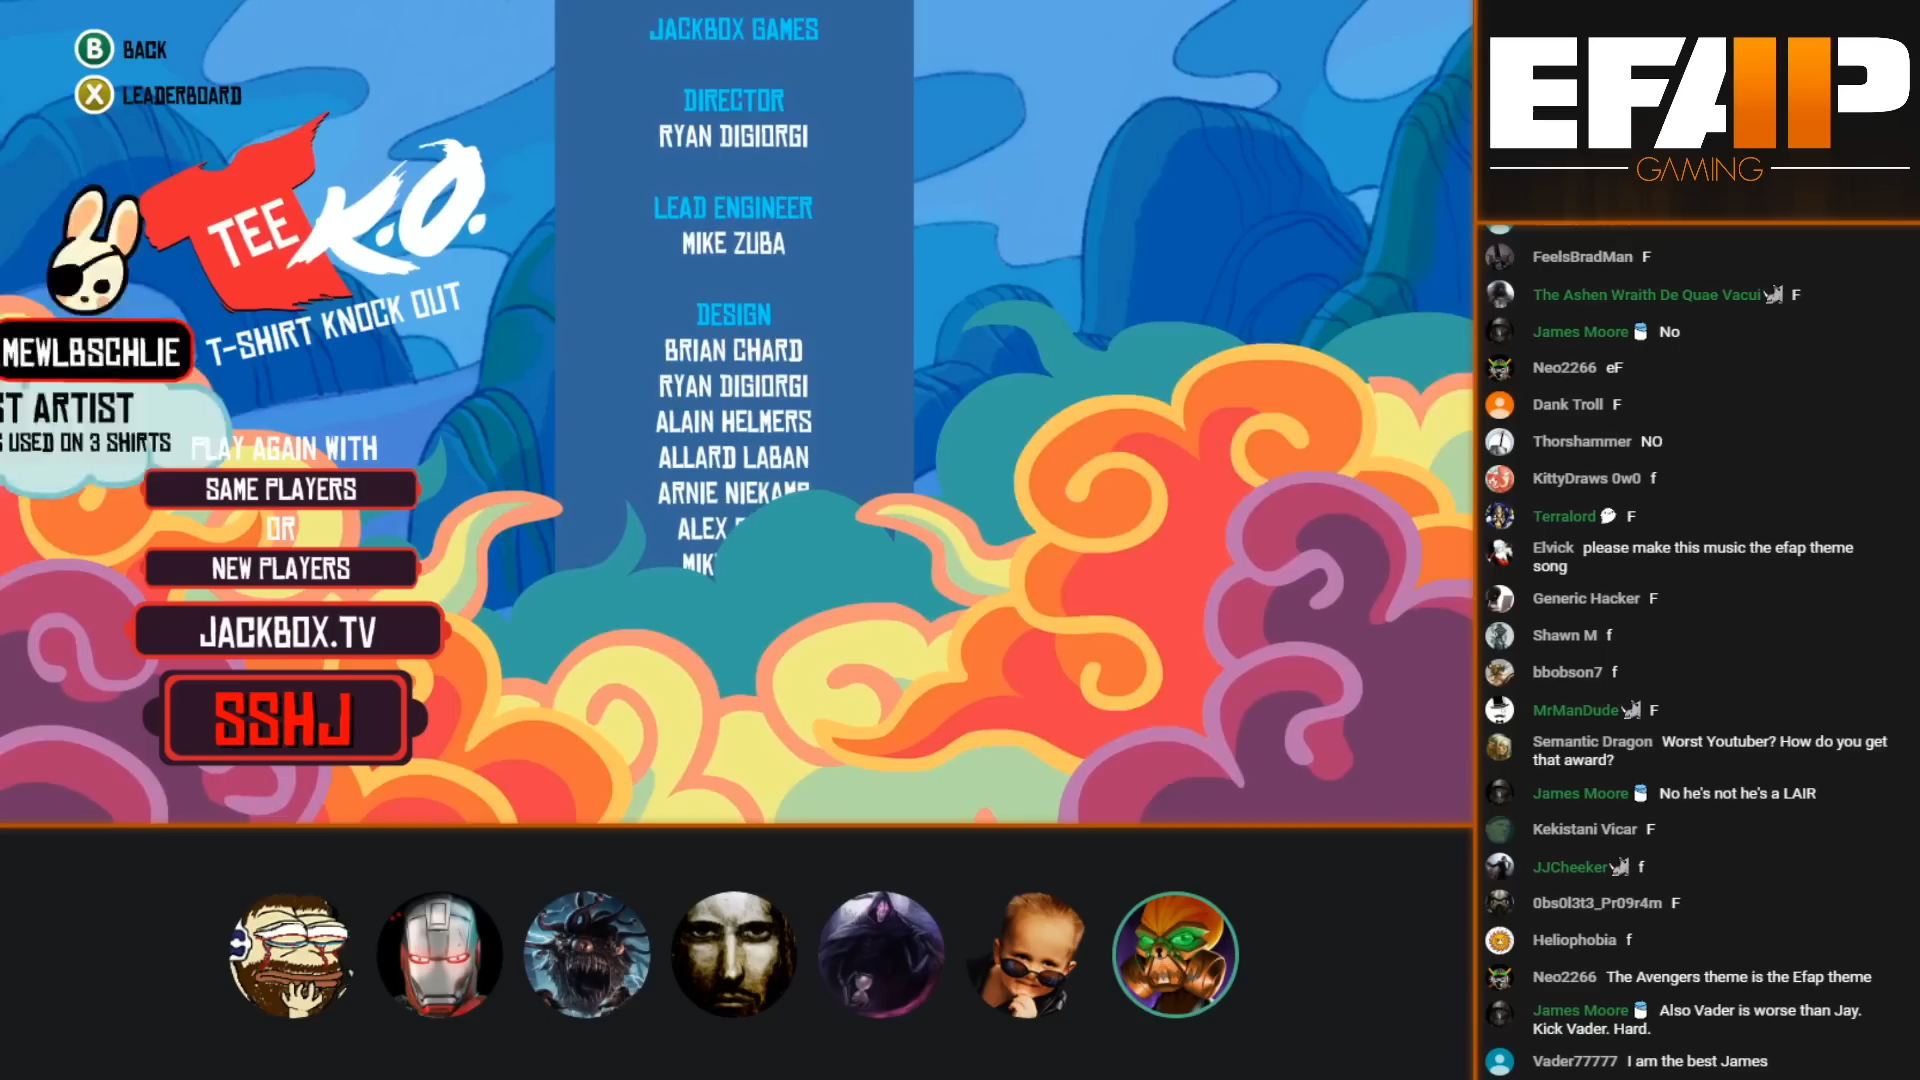 B BACK
X LEADERBOARD
TEE K.O.
T-SHIRT KNOCK OUT
MEWLBSCHLIE
ST ARTIST
USED ON 3 SHIRTS
PLAY AGAIN WITH
SAME PLAYERS
OR
NEW PLAYERS
JACKBOX.TV
SSHJ
JACKBOX GAMES
DIRECTOR
RYAN DIGIORGI
LEAD ENGINEER
MIKE ZUBA
DESIGN
BRIAN CHARD
RYAN DIGIORGI
ALAIN HELMERS
ALLARD LABAN
ARNIE NIEKAMP
ALEX
MIK
EFAP
GAMING
FeelsBradMan F
The Ashen Wraith De Quae Vacui F
James Moore No
Neo2266 eF
Dank Troll F
Thorshammer NO
KittyDraws 0w0 f
Terralord F
Elvick please make this music the efap theme
song
Generic Hacker F
Shawn M f
bbobson7 f
MrManDude F
Semantic Dragon Worst Youtuber? How do you get
that award?
James Moore No he's not he's a LAIR
Kekistani Vicar F
JJCheeker f
0bs0l3t3_Pr09r4m F
Heliophobia f
Neo2266 The Avengers theme is the Efap theme
James Moore Also Vader is worse than Jay.
Kick Vader. Hard.
Vader77777 I am the best James